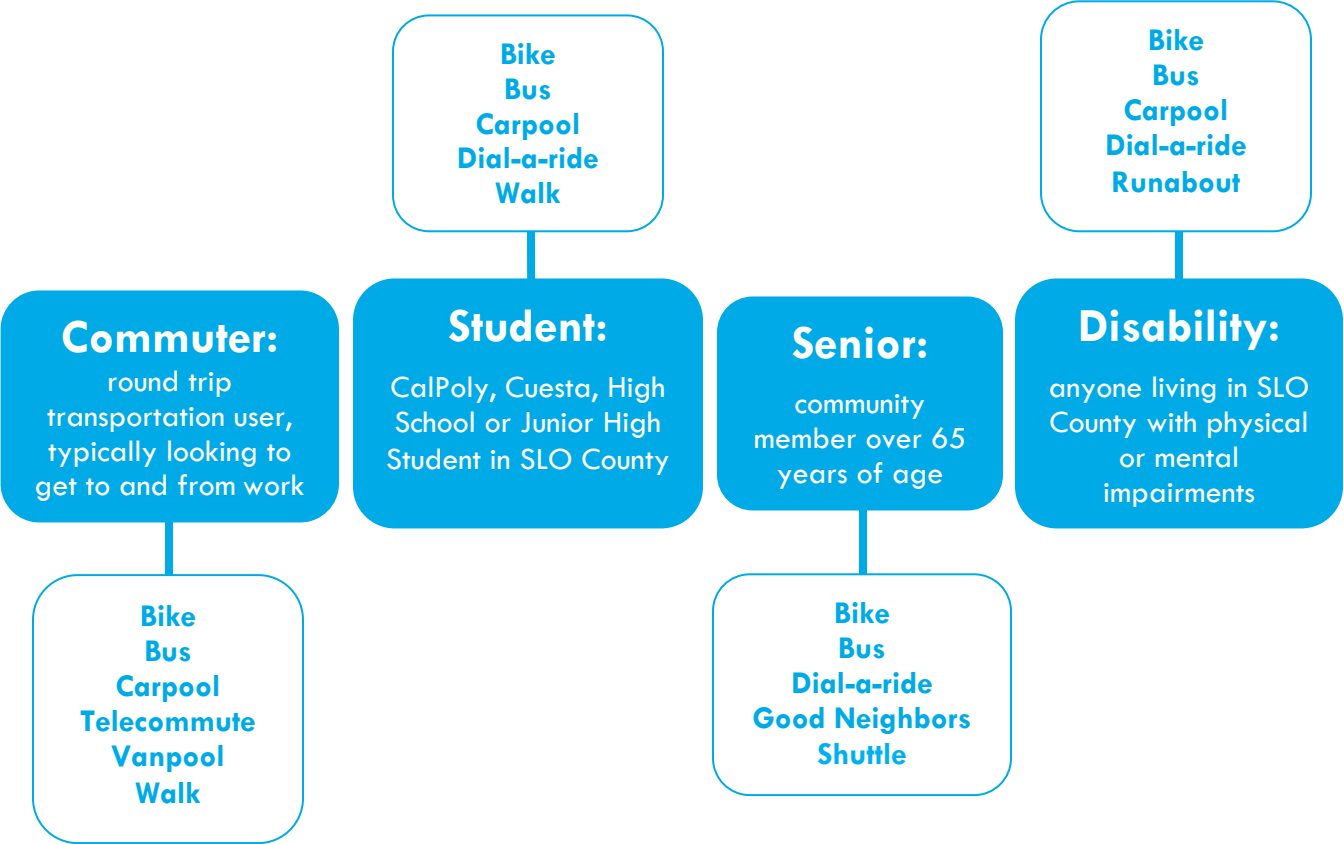 Commuter:
round trip
transportation user,
typically looking to
get to and from work
Bike
Bus
Carpool
Telecommute
Vanpool
Walk
Bike
Bus
Carpool
Dial-a-ride
Walk
Student:
CalPoly, Cuesta, High
School or Junior High
Student in SLO County
Senior:
community
member over 65
years of age
Bike
Bus
Dial-a-ride
Good Neighbors
Shuttle
Bike
Bus
Carpool
Dial-a-ride
Runabout
Disability:
anyone living in SLO
County with physical
or mental
impairments